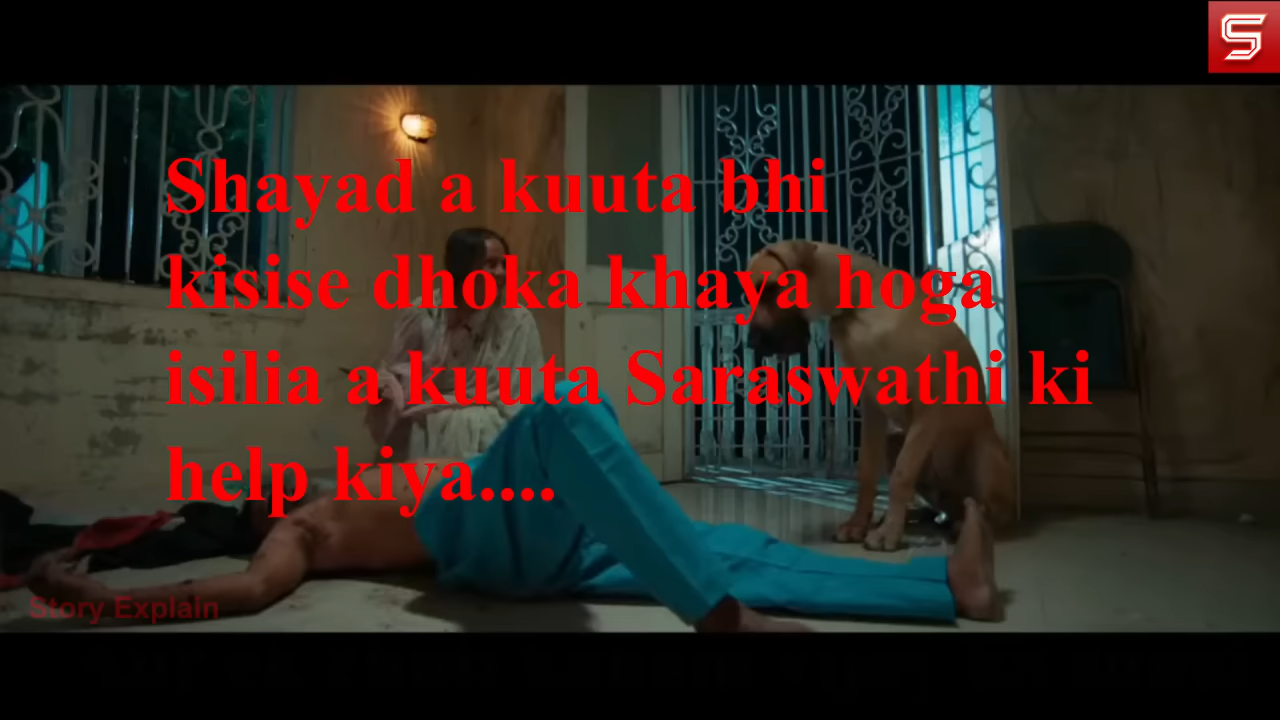 S
Shayad a kuuta bhi
kisise dhoka khaya hoga
isilia a kuuta Saraswathi ki
help kiya....
Story Explain